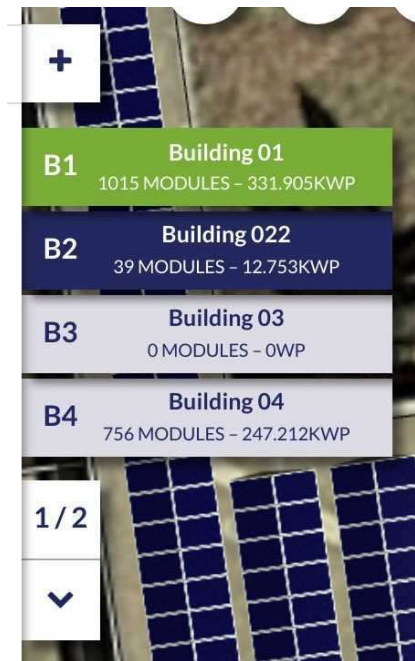 +
B1
Building 01
1015 MODULES – 331.905KWP
B2
Building 022
39 MODULES – 12.753KWP
B3
Building 03
0 MODULES – 0WP
B4
Building 04
756 MODULES – 247.212KWP
1 / 2